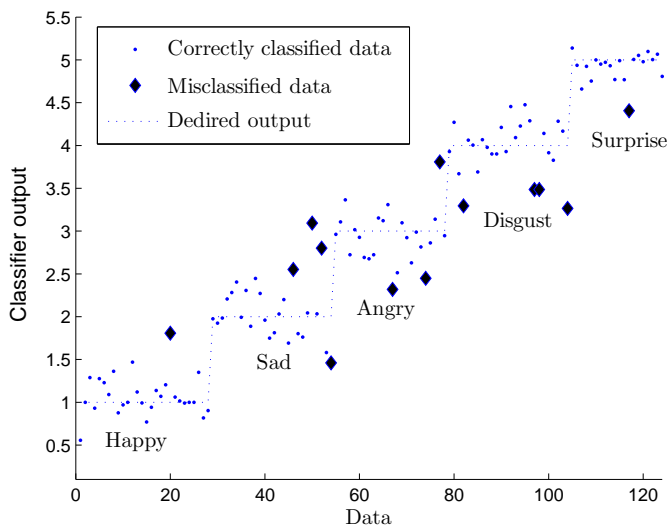 5.5
5
4.5
4
3.5
3
2.5
2
1.5
1
0.5
Classifier output
Correctly classified data
Misclassified data
Dedired output
Surprise
Disgust
Angry
Sad
Happy
0 20 40 60 80 100 120
Data